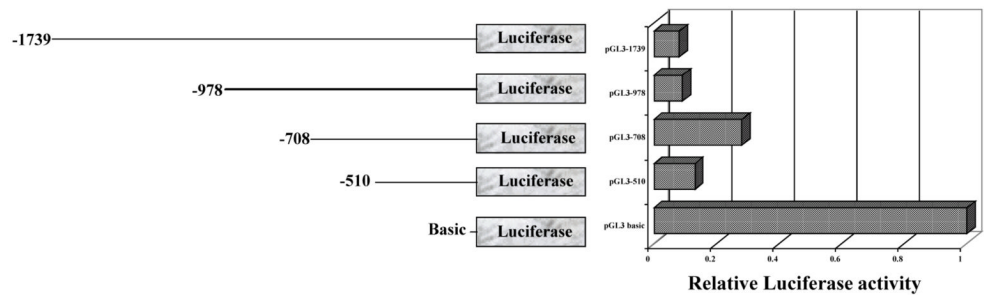 -1739 Luciferase pGL3-1739
-978 Luciferase pGL3-978
-708 Luciferase pGL3-708
-510 Luciferase pGL3-510
Basic Luciferase pGL3 basic
0 0.2 0.4 0.6 0.8 1
Relative Luciferase activity